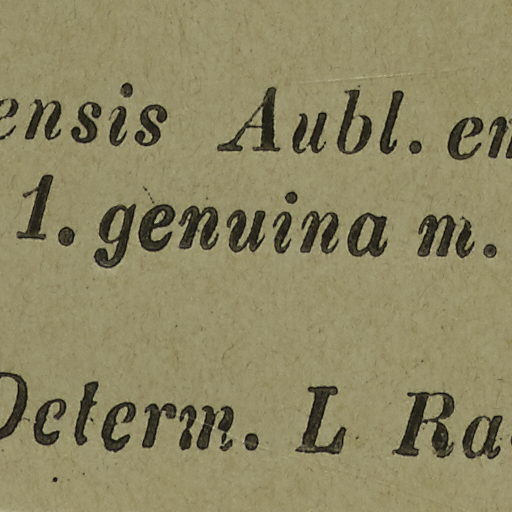 ensis Aubl. en
1. genuina m.
Determ. L Ra